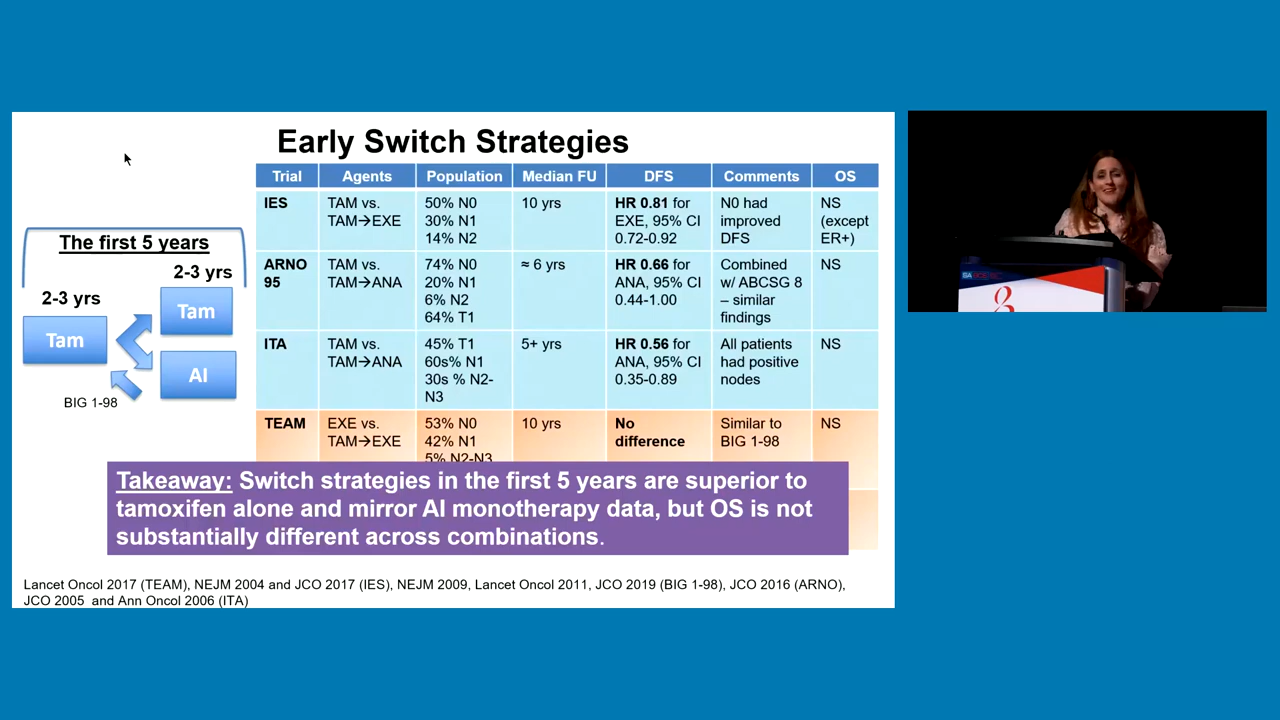 Early Switch Strategies
The first 5 years
2-3 yrs
2-3 yrs
Tam
Tam
AI
BIG 1-98
Trial Agents Population Median FU DFS Comments OS
IES
TAM vs.
TAM→EXE
50% N0
30% N1
14% N2
10 yrs
HR 0.81 for
EXE, 95% CI
0.72-0.92
N0 had
improved
DFS
NS
(except
ER+)
ARNO
95
TAM vs.
TAM→ANA
74% N0
20% N1
6% N2
64% T1
≈ 6 yrs
HR 0.66 for
ANA, 95% CI
0.44-1.00
Combined
w/ ABCSG 8
– similar
findings
NS
ITA
TAM vs.
TAM→ANA
45% T1
60s% N1
30s % N2-
N3
5+ yrs
HR 0.56 for
ANA, 95% CI
0.35-0.89
All patients
had positive
nodes
NS
TEAM
EXE vs.
TAM→EXE
53% N0
42% N1
5% N2-N3
10 yrs
No
difference
Similar to
BIG 1-98
NS
Takeaway: Switch strategies in the first 5 years are superior to
tamoxifen alone and mirror AI monotherapy data, but OS is not
substantially different across combinations.
Lancet Oncol 2017 (TEAM), NEJM 2004 and JCO 2017 (IES), NEJM 2009, Lancet Oncol 2011, JCO 2019 (BIG 1-98), JCO 2016 (ARNO),
JCO 2005 and Ann Oncol 2006 (ITA)